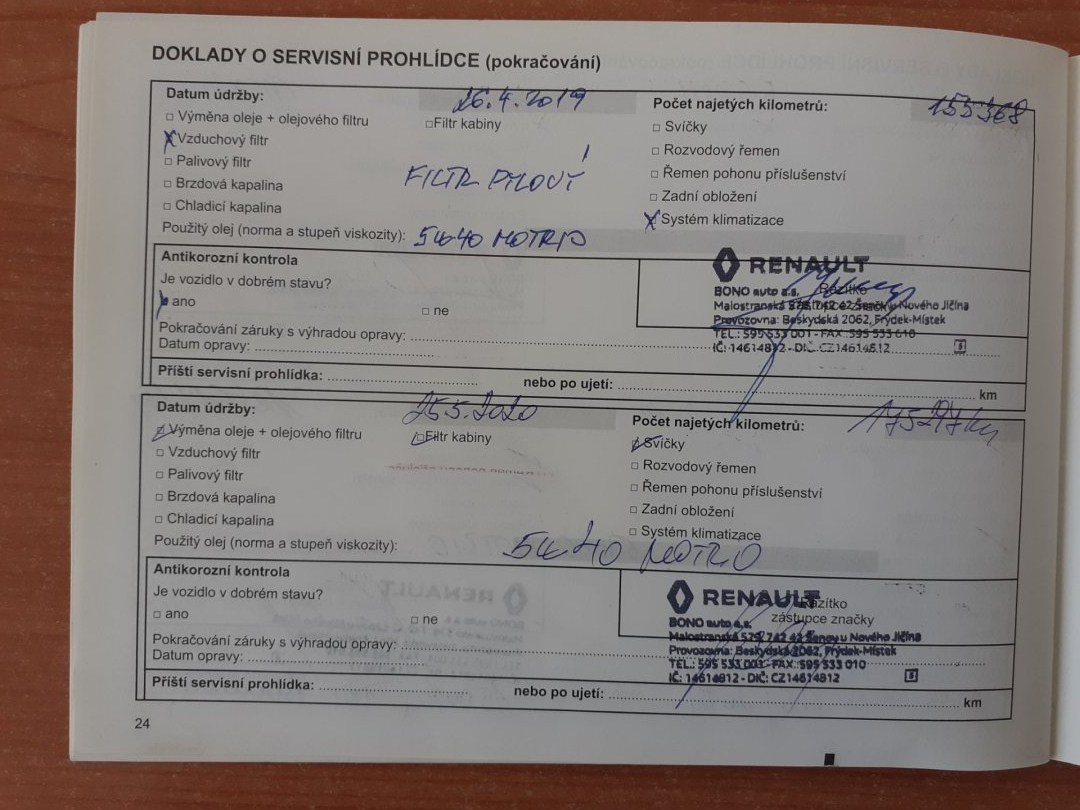 DOKLADY O SERVISNÍ PROHLÍDCE (pokračování)
Datum údržby: 26.4.2019 Počet najetých kilometrů: 155368
□ Výměna oleje + olejového filtru □ Filtr kabiny □ Svíčky
Vzduchový filtr □ Rozvodový řemen
□ Palivový filtr □ Řemen pohonu příslušenství
□ Brzdová kapalina FILTR PYLOVÝ □ Zadní obložení
□ Chladicí kapalina Systém klimatizace
Použitý olej (norma a stupeň viskozity): 5W40 MOTRIO
Antikorozní kontrola
Je vozidlo v dobrém stavu?
ano □ ne
RENAULT
BONO auto a.s. Razítko
Malostranská 579, 742 42 Šenov u Nového Jičína
Provozovna: Beskydská 2062, Frýdek-Místek
TEL.: 595 533 001 - FAX: 595 533 010
IČ: 14614812 - DIČ: CZ14614812
Pokračování záruky s výhradou opravy:
Datum opravy:
Příští servisní prohlídka: nebo po ujetí: km
Datum údržby: 25.5.2020 Počet najetých kilometrů: km
Výměna oleje + olejového filtru Filtr kabiny Svíčky
□ Vzduchový filtr □ Rozvodový řemen
□ Palivový filtr □ Řemen pohonu příslušenství
□ Brzdová kapalina □ Zadní obložení
□ Chladicí kapalina □ Systém klimatizace
Použitý olej (norma a stupeň viskozity): 5W40 MOTRIO
Antikorozní kontrola
Je vozidlo v dobrém stavu?
□ ano □ ne
RENAULT Razítko
BONO auto a.s. zástupce značky
Malostranská 579, 742 42 Šenov u Nového Jičína
Provozovna: Beskydská 2062, Frýdek-Místek
TEL.: 595 533 001 - FAX: 595 533 010
IČ: 14614812 - DIČ: CZ14614812
Pokračování záruky s výhradou opravy:
Datum opravy:
Příští servisní prohlídka: nebo po ujetí: km
24